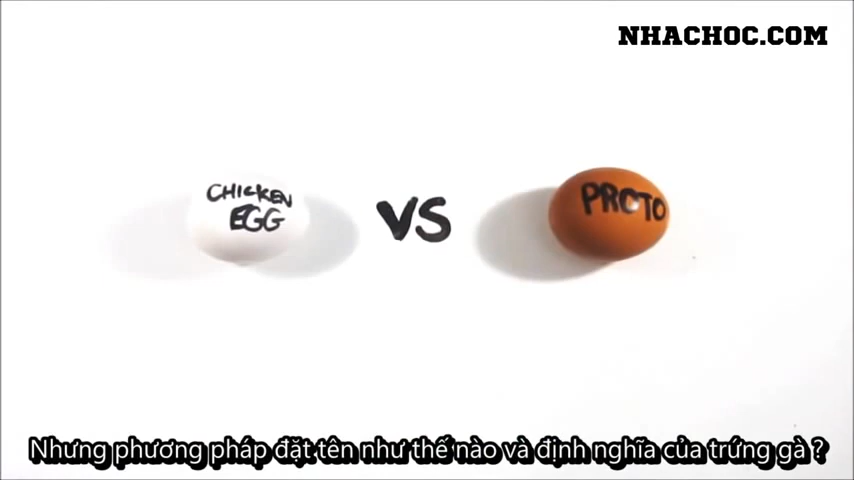 NHACHOC.COM
CHICKEN
EGG
VS
PROTO
Nhưng phương pháp đặt tên như thế nào và định nghĩa của trứng gà ?